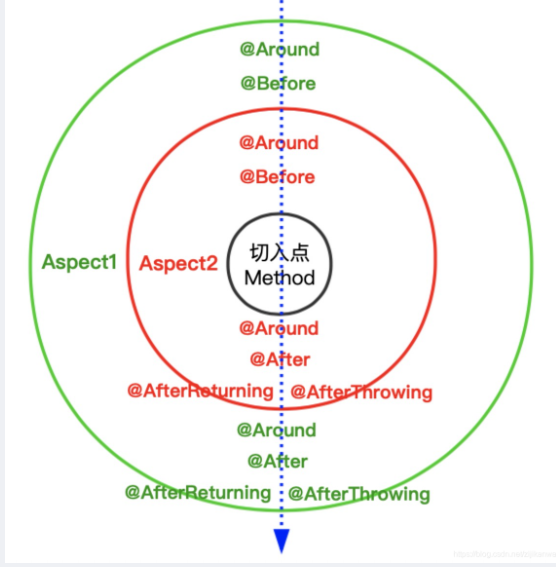 @Around
@Before
@Around
@Before
Aspect1 Aspect2 切入点
Method
@Around
@After
@AfterReturning @AfterThrowing
@Around
@After
@AfterReturning @AfterThrowing